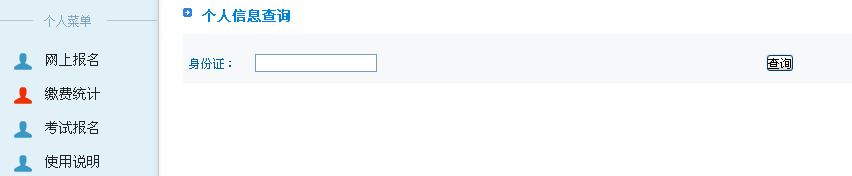 个人菜单
网上报名
缴费统计
考试报名
使用说明
个人信息查询
身份证：
查询